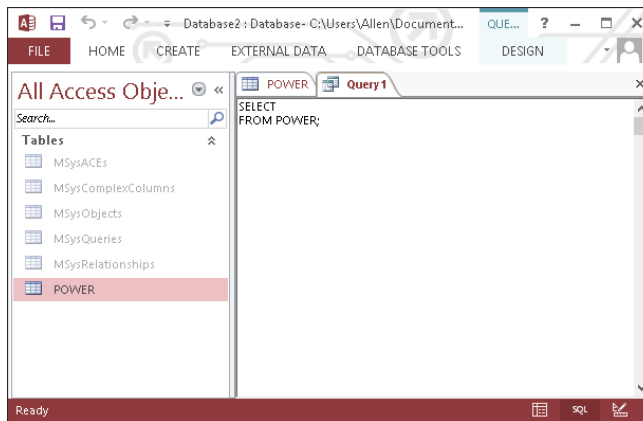 Database2 : Database- C:\Users\Allen\Document...
QUE...
?
FILE
HOME
CREATE
EXTERNAL DATA
DATABASE TOOLS
DESIGN
All Access Obje...
«
Search...
Tables
MSysACEs
MSysComplexColumns
MSysObjects
MSysQueries
MSysRelationships
POWER
POWER
Query1
SELECT
FROM POWER;
Ready
SQL